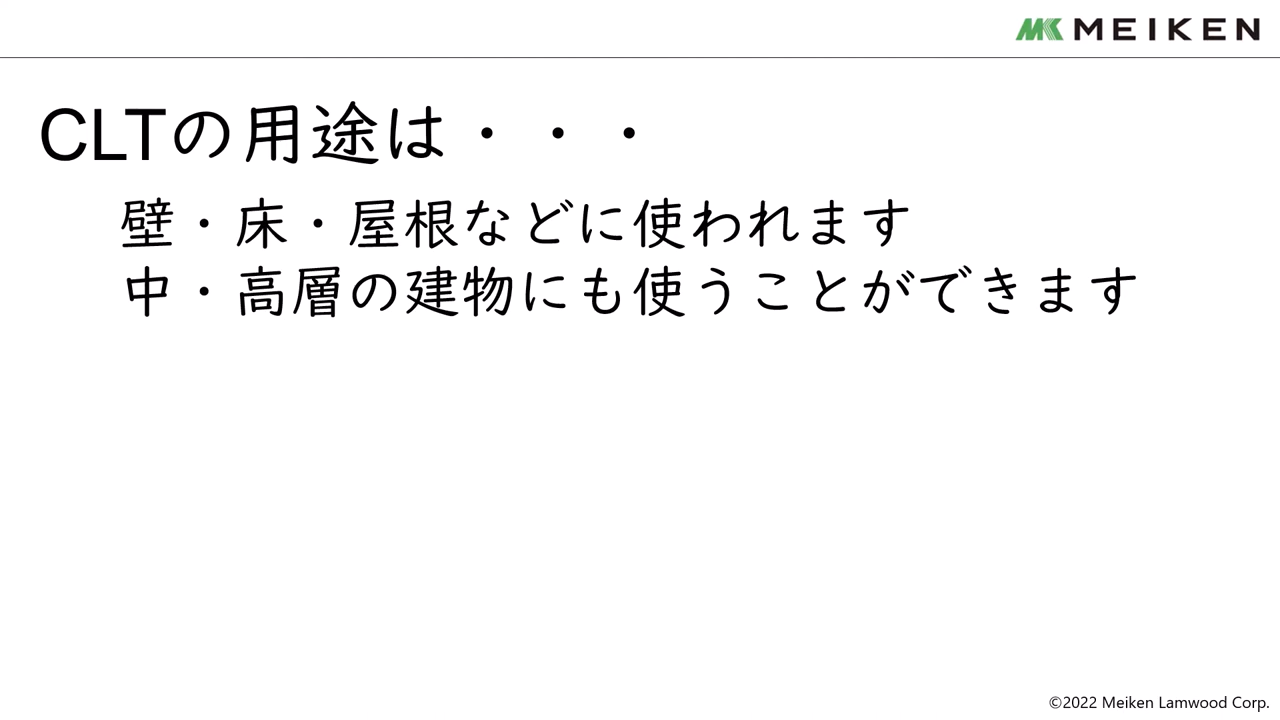 MEIKEN
CLTの用途は・・・
壁・床・屋根などに使われます
中・高層の建物にも使うことができます
©2022 Meiken Lamwood Corp.